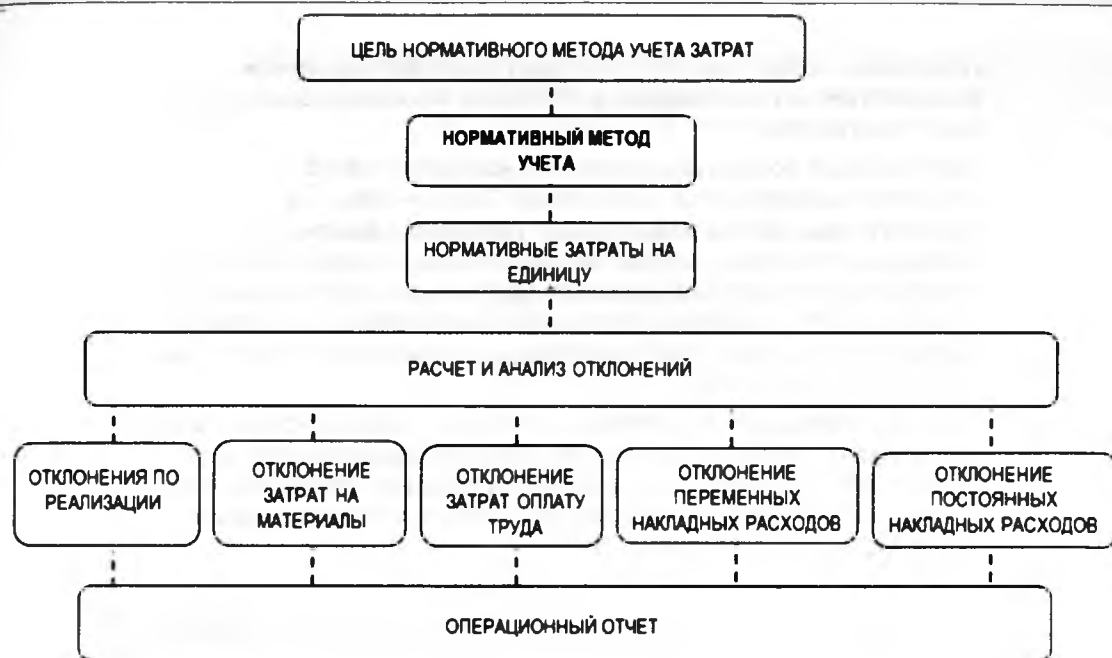 ЦЕЛЬ НОРМАТИВНОГО МЕТОДА УЧЕТА ЗАТРАТ
НОРМАТИВНЫЙ МЕТОД
УЧЕТА
НОРМАТИВНЫЕ ЗАТРАТЫ НА
ЕДИНИЦУ
РАСЧЕТ И АНАЛИЗ ОТКЛОНЕНИЙ
ОТКЛОНЕНИЯ ПО
РЕАЛИЗАЦИИ
ОТКЛОНЕНИЕ
ЗАТРАТ НА
МАТЕРИАЛЫ
ОТКЛОНЕНИЕ
ЗАТРАТ ОПЛАТУ
ТРУДА
ОТКЛОНЕНИЕ
ПЕРЕМЕННЫХ
НАКЛАДНЫХ РАСХОДОВ
ОТКЛОНЕНИЕ
ПОСТОЯННЫХ
НАКЛАДНЫХ РАСХОДОВ
ОПЕРАЦИОННЫЙ ОТЧЕТ